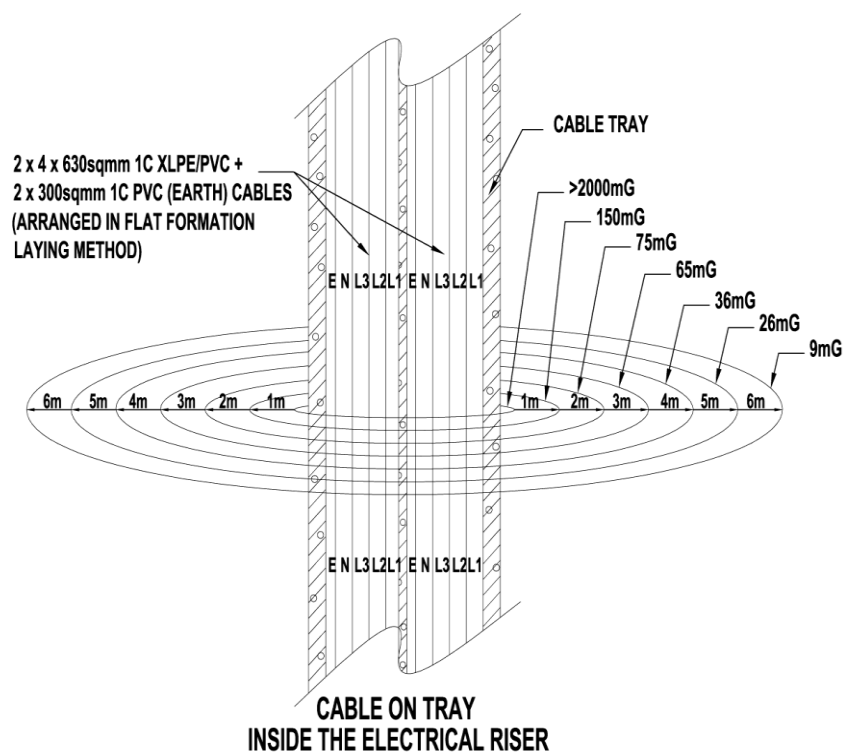 CABLE TRAY
2 x 4 x 630sqmm 1C XLPE/PVC +
2 x 300sqmm 1C PVC (EARTH) CABLES
(ARRANGED IN FLAT FORMATION
LAYING METHOD)
>2000mG
150mG
75mG
65mG
36mG
26mG
9mG
E N L3 L2 L1 E N L3 L2 L1
6m 5m 4m 3m 2m 1m 1m 2m 3m 4m 5m 6m
E N L3 L2 L1 E N L3 L2 L1
CABLE ON TRAY
INSIDE THE ELECTRICAL RISER